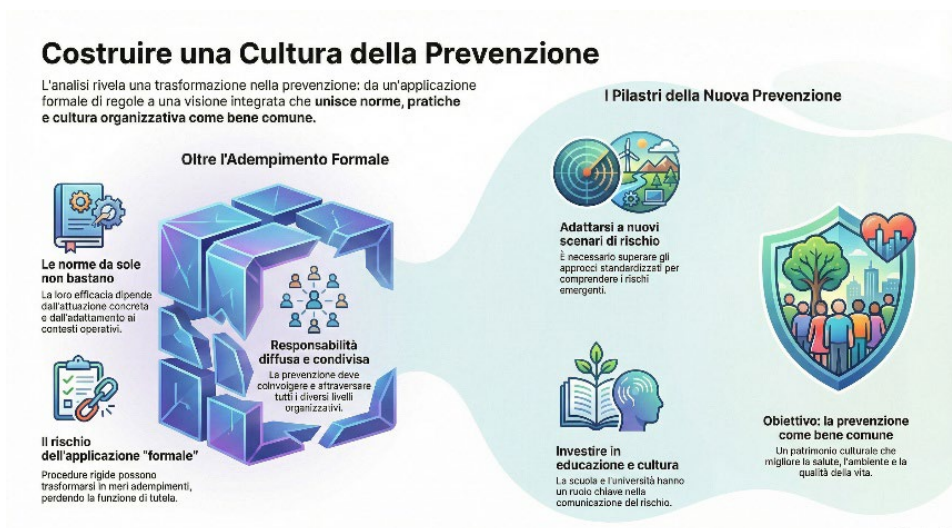 Costruire una Cultura della Prevenzione
L'analisi rivela una trasformazione nella prevenzione: da un'applicazione
formale di regole a una visione integrata che unisce norme, pratiche
e cultura organizzativa come bene comune.
Oltre l'Adempimento Formale
Le norme da sole
non bastano
La loro efficacia dipende
dall'attuazione concreta
e dall'adattamento ai
contesti operativi.
Il rischio
dell'applicazione "formale"
Procedure rigide possono
trasformarsi in meri adempimenti,
perdendo la funzione di tutela.
Responsabilità
diffusa e condivisa
La prevenzione deve
coinvolgere e attraversare
tutti i diversi livelli
organizzativi.
I Pilastri della Nuova Prevenzione
Adattarsi a nuovi
scenari di rischio
È necessario superare gli
approcci standardizzati per
comprendere i rischi
emergenti.
Investire in
educazione e cultura
La scuola e l'università hanno
un ruolo chiave nella
comunicazione del rischio.
Obiettivo: la prevenzione
come bene comune
Un patrimonio culturale che
migliore la salute, l'ambiente e la
qualità della vita.